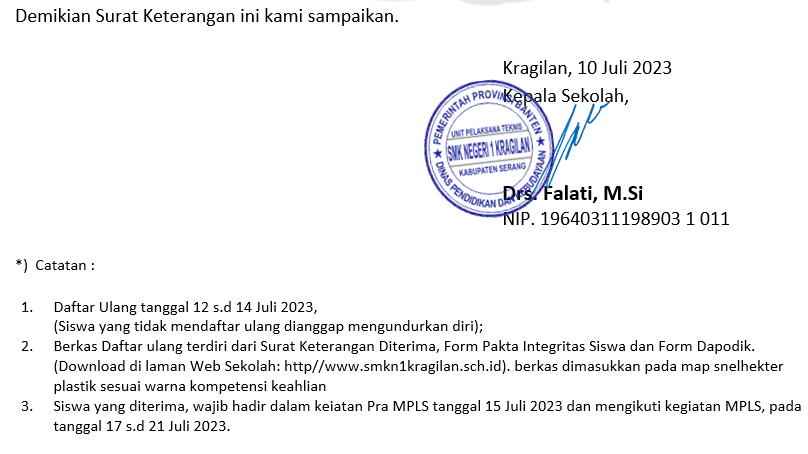 Demikian Surat Keterangan ini kami sampaikan.
Kragilan, 10 Juli 2023
Kepala Sekolah,
PEMERINTAH PROVINSI BANTEN
UNIT PELAKSANA TEKNIS
SMK NEGERI 1 KRAGILAN
KABUPATEN SERANG
DINAS PENDIDIKAN DAN KEBUDAYAAN
Drs. Falati, M.Si
NIP. 19640311198903 1 011
*) Catatan :
1. Daftar Ulang tanggal 12 s.d 14 Juli 2023,
(Siswa yang tidak mendaftar ulang dianggap mengundurkan diri);
2. Berkas Daftar ulang terdiri dari Surat Keterangan Diterima, Form Pakta Integritas Siswa dan Form Dapodik.
(Download di laman Web Sekolah: http//www.smkn1kragilan.sch.id). berkas dimasukkan pada map snelhekter
plastik sesuai warna kompetensi keahlian
3. Siswa yang diterima, wajib hadir dalam keiatan Pra MPLS tanggal 15 Juli 2023 dan mengikuti kegiatan MPLS, pada
tanggal 17 s.d 21 Juli 2023.